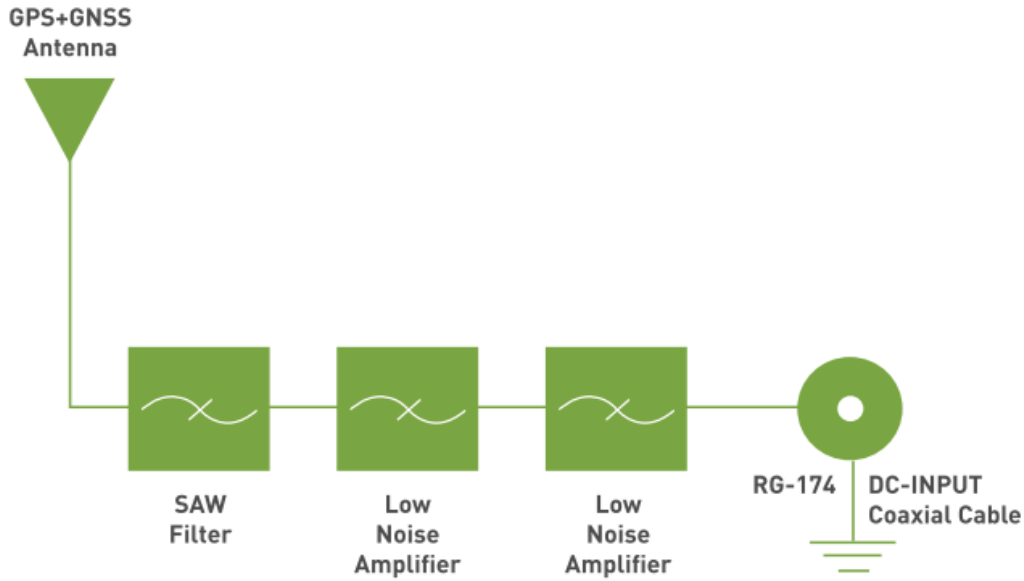 GPS+GNSS
Antenna
SAW
Filter
Low
Noise
Amplifier
Low
Noise
Amplifier
RG-174
DC-INPUT
Coaxial Cable